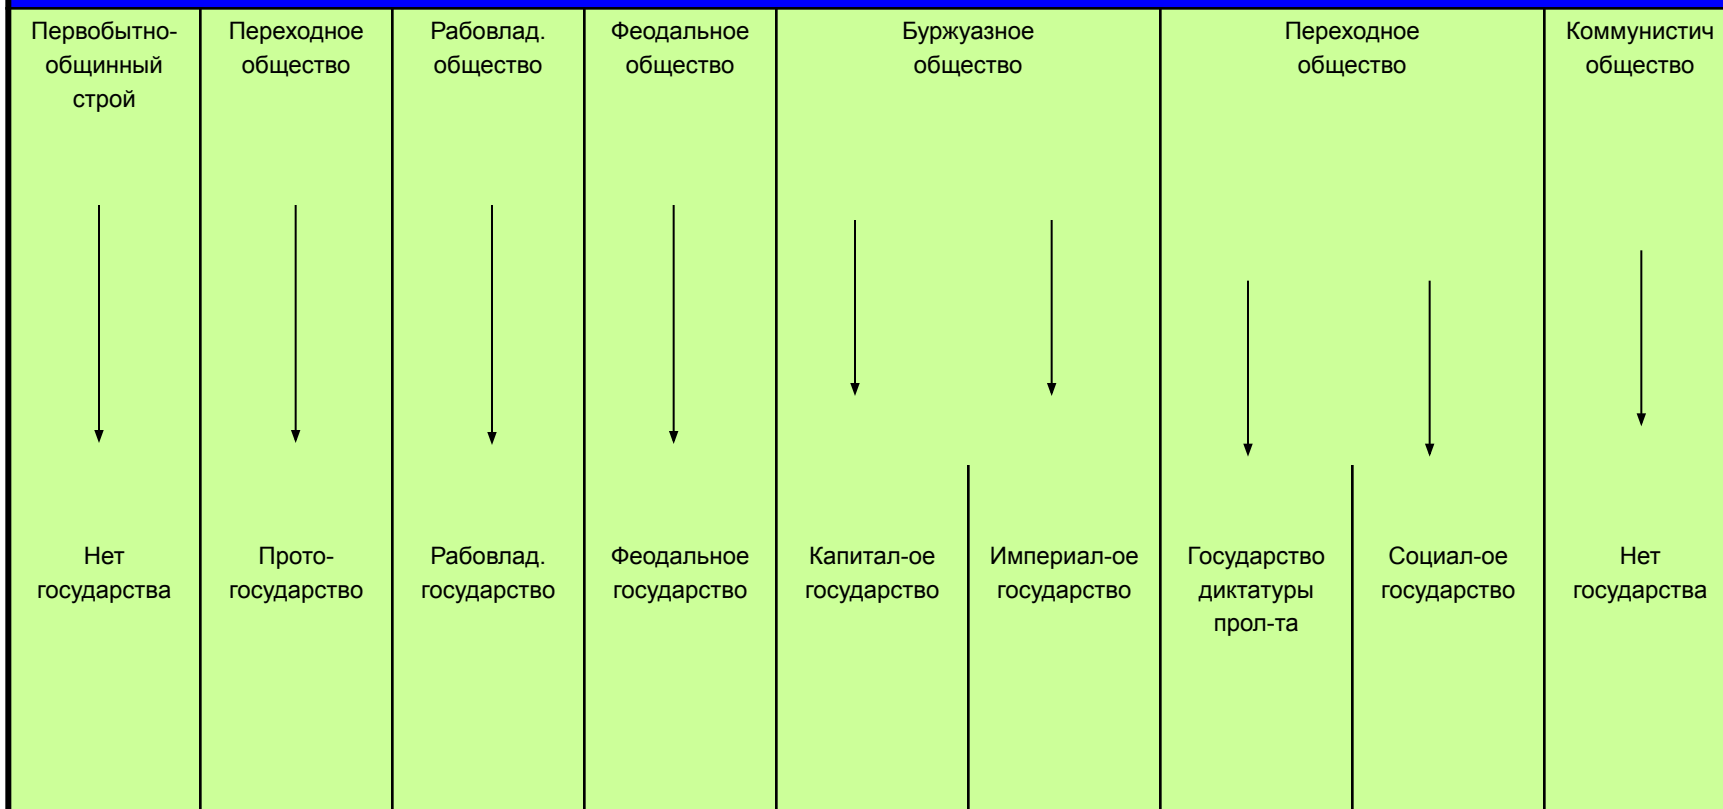 Первобытно-
общинный
строй
Переходное
общество
Рабовлад.
общество
Феодальное
общество
Буржуазное
общество
Переходное
общество
Коммунистич
общество
Нет
государства
Прото-
государство
Рабовлад.
государство
Феодальное
государство
Капитал-ое
государство
Империал-ое
государство
Государство
диктатуры
прол-та
Социал-ое
государство
Нет
государства